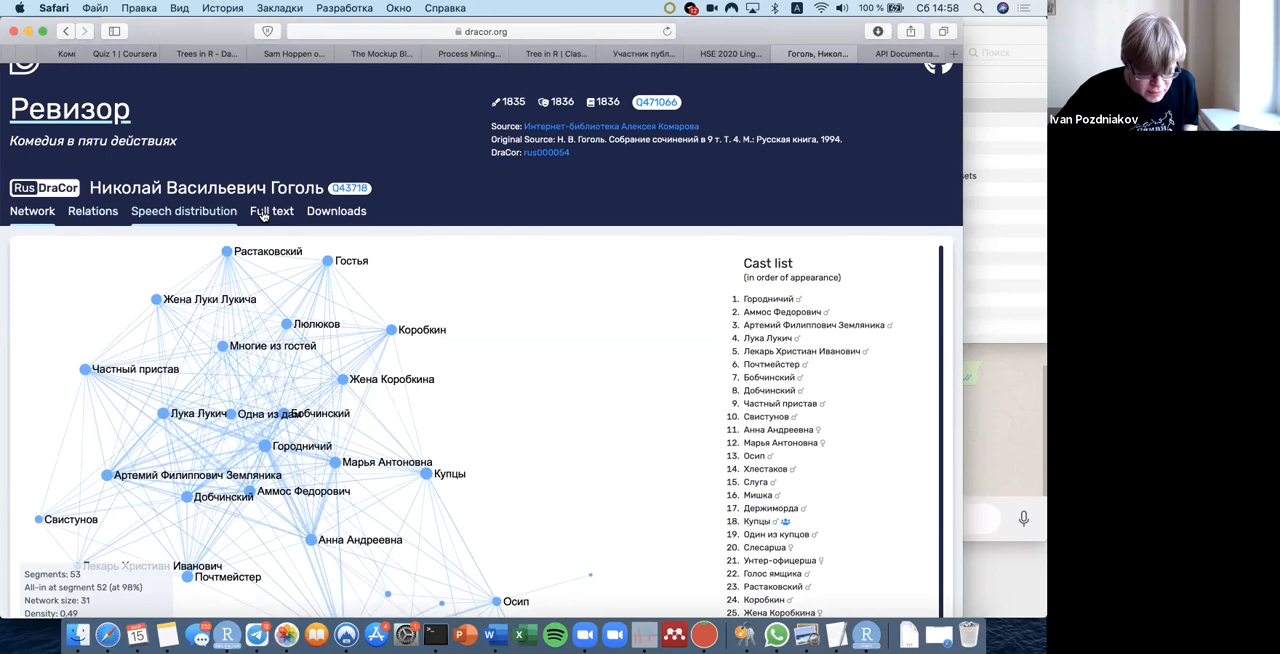 Safari Файл Правка Вид История Закладки Разработка Окно Справка 12 A 100 % Сб 14:58
dracor.org
Ком Quiz 1 | Coursera Trees in R - Da... Sam Hoppen o... The Mockup Bl... Process Mining... Tree in R | Clas... Участник публ... HSE 2020 Ling... Гоголь, Никол... API Documenta... + Поиск
Ревизор
Комедия в пяти действиях
1835 1836 1836 Q471066
Source: Интернет-библиотека Алексея Комарова
Original Source: Н. В. Гоголь. Собрание сочинений в 9 т. Т. 4. М.: Русская книга, 1994.
DraCor: rus000054
RusDraCor Николай Васильевич Гоголь Q43718
Network Relations Speech distribution Full text Downloads
Ivan Pozdniakov
sets
Растаковский
Гостья
Жена Луки Лукича
Люлюков
Коробкин
Многие из гостей
Частный пристав
Жена Коробкина
Лука Лукич
Одна из дам
Бобчинский
Городничий
Марья Антоновна
Купцы
Артемий Филиппович Земляника
Аммос Федорович
Добчинский
Свистунов
Анна Андреевна
Лекарь Христиан Иванович
Почтмейстер
Осип
Segments: 53
All-in at segment 52 (at 98%)
Network size: 31
Density: 0.49
Cast list
(in order of appearance)
1. Городничий ♂
2. Аммос Федорович ♂
3. Артемий Филиппович Земляника ♂
4. Лука Лукич ♂
5. Лекарь Христиан Иванович ♂
6. Почтмейстер ♂
7. Бобчинский ♂
8. Добчинский ♂
9. Частный пристав ♂
10. Свистунов ♂
11. Анна Андреевна ♀
12. Марья Антоновна ♀
13. Осип ♂
14. Хлестаков ♂
15. Слуга ♂
16. Мишка ♂
17. Держиморда ♂
18. Купцы ♂
19. Один из купцов ♂
20. Слесарша ♀
21. Унтер-офицерша ♀
22. Голос ямщика ♂
23. Растаковский ♂
24. Коробкин ♂
25. Жена Коробкина ♀